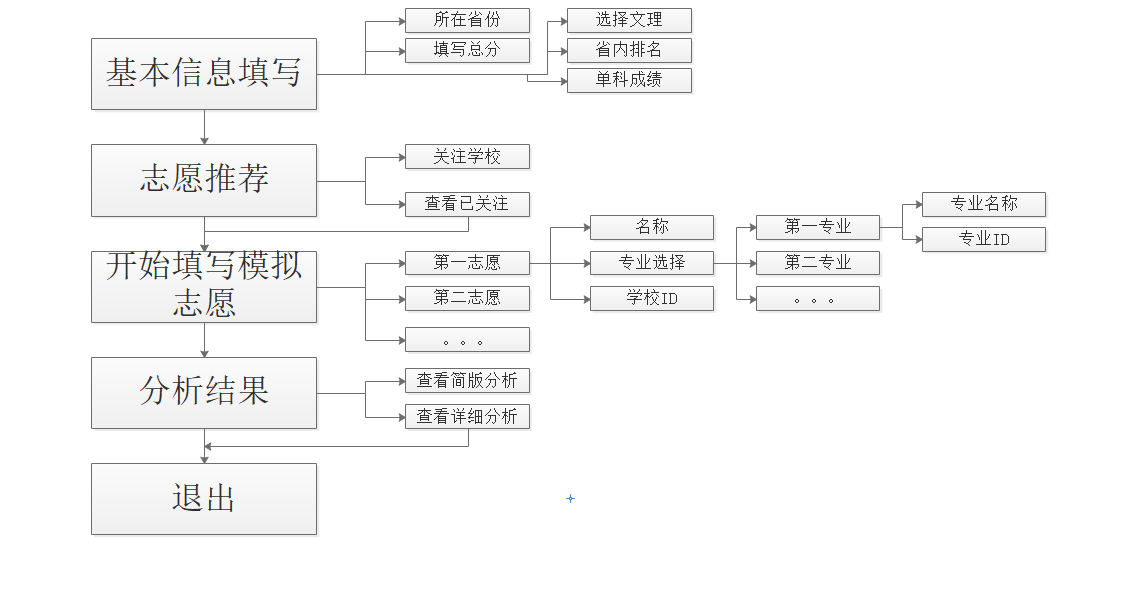 所在省份
选择文理
填写总分
省内排名
基本信息填写
单科成绩
关注学校
志愿推荐
查看已关注
专业名称
名称
第一专业
专业ID
开始填写模拟
志愿
第一志愿
专业选择
第二专业
第二志愿
学校ID
。。。
。。。
查看简版分析
分析结果
查看详细分析
退出